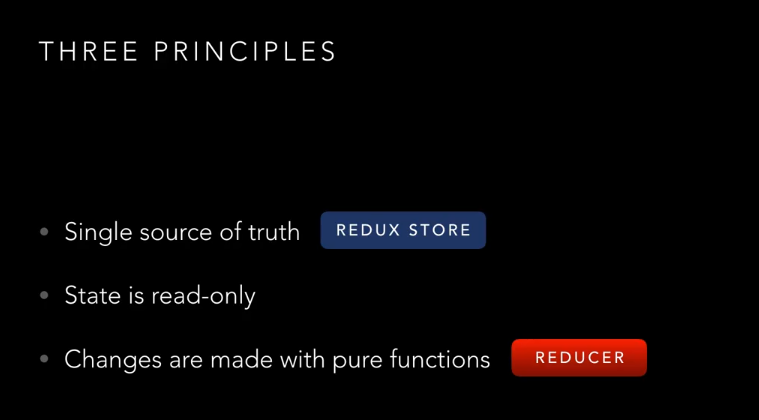 THREE PRINCIPLES
Single source of truth REDUX STORE
State is read-only
Changes are made with pure functions REDUCER